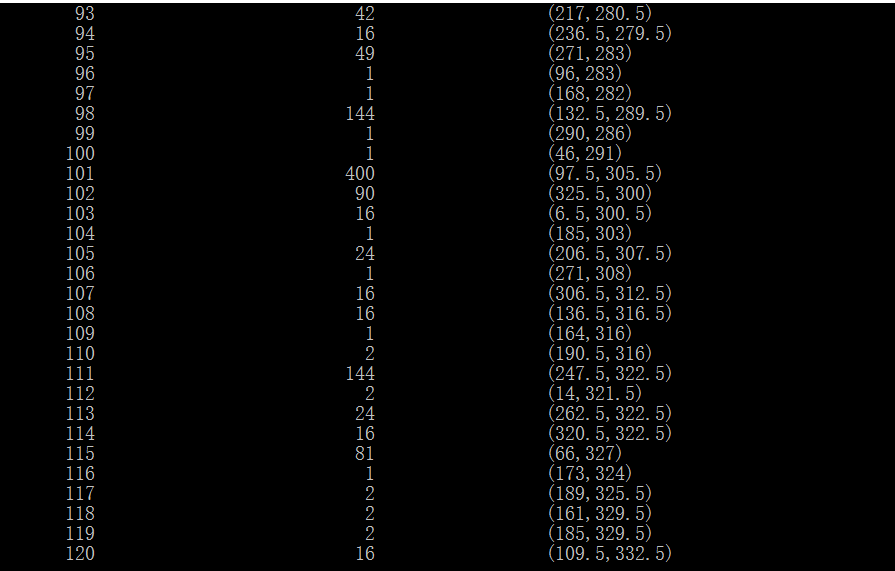 93 42 (217,280.5)
94 16 (236.5,279.5)
95 49 (271,283)
96 1 (96,283)
97 1 (168,282)
98 144 (132.5,289.5)
99 1 (290,286)
100 1 (46,291)
101 400 (97.5,305.5)
102 90 (325.5,300)
103 16 (6.5,300.5)
104 1 (185,303)
105 24 (206.5,307.5)
106 1 (271,308)
107 16 (306.5,312.5)
108 16 (136.5,316.5)
109 1 (164,316)
110 2 (190.5,316)
111 144 (247.5,322.5)
112 2 (14,321.5)
113 24 (262.5,322.5)
114 16 (320.5,322.5)
115 81 (66,327)
116 1 (173,324)
117 2 (189,325.5)
118 2 (161,329.5)
119 2 (185,329.5)
120 16 (109.5,332.5)